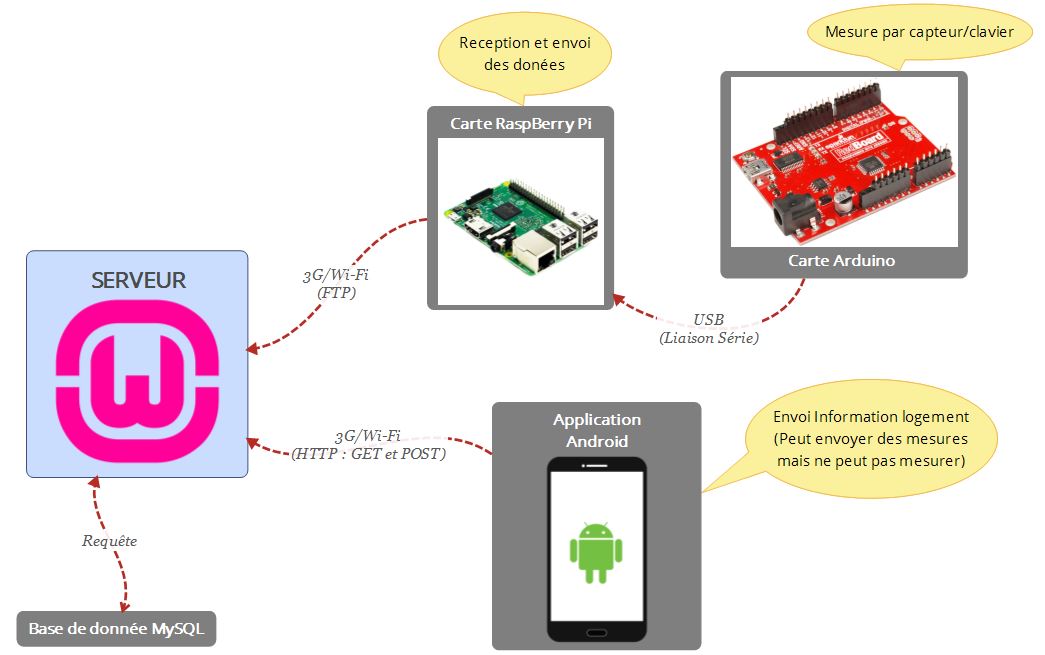 Reception et envoi
des donées
Mesure par capteur/clavier
Carte RaspBerry Pi
Carte Arduino
SERVEUR
3G/Wi-Fi
(FTP)
USB
(Liaison Série)
Application
Android
Envoi Information logement
(Peut envoyer des mesures
mais ne peut pas mesurer)
3G/Wi-Fi
(HTTP : GET et POST)
Requête
Base de donnée MySQL